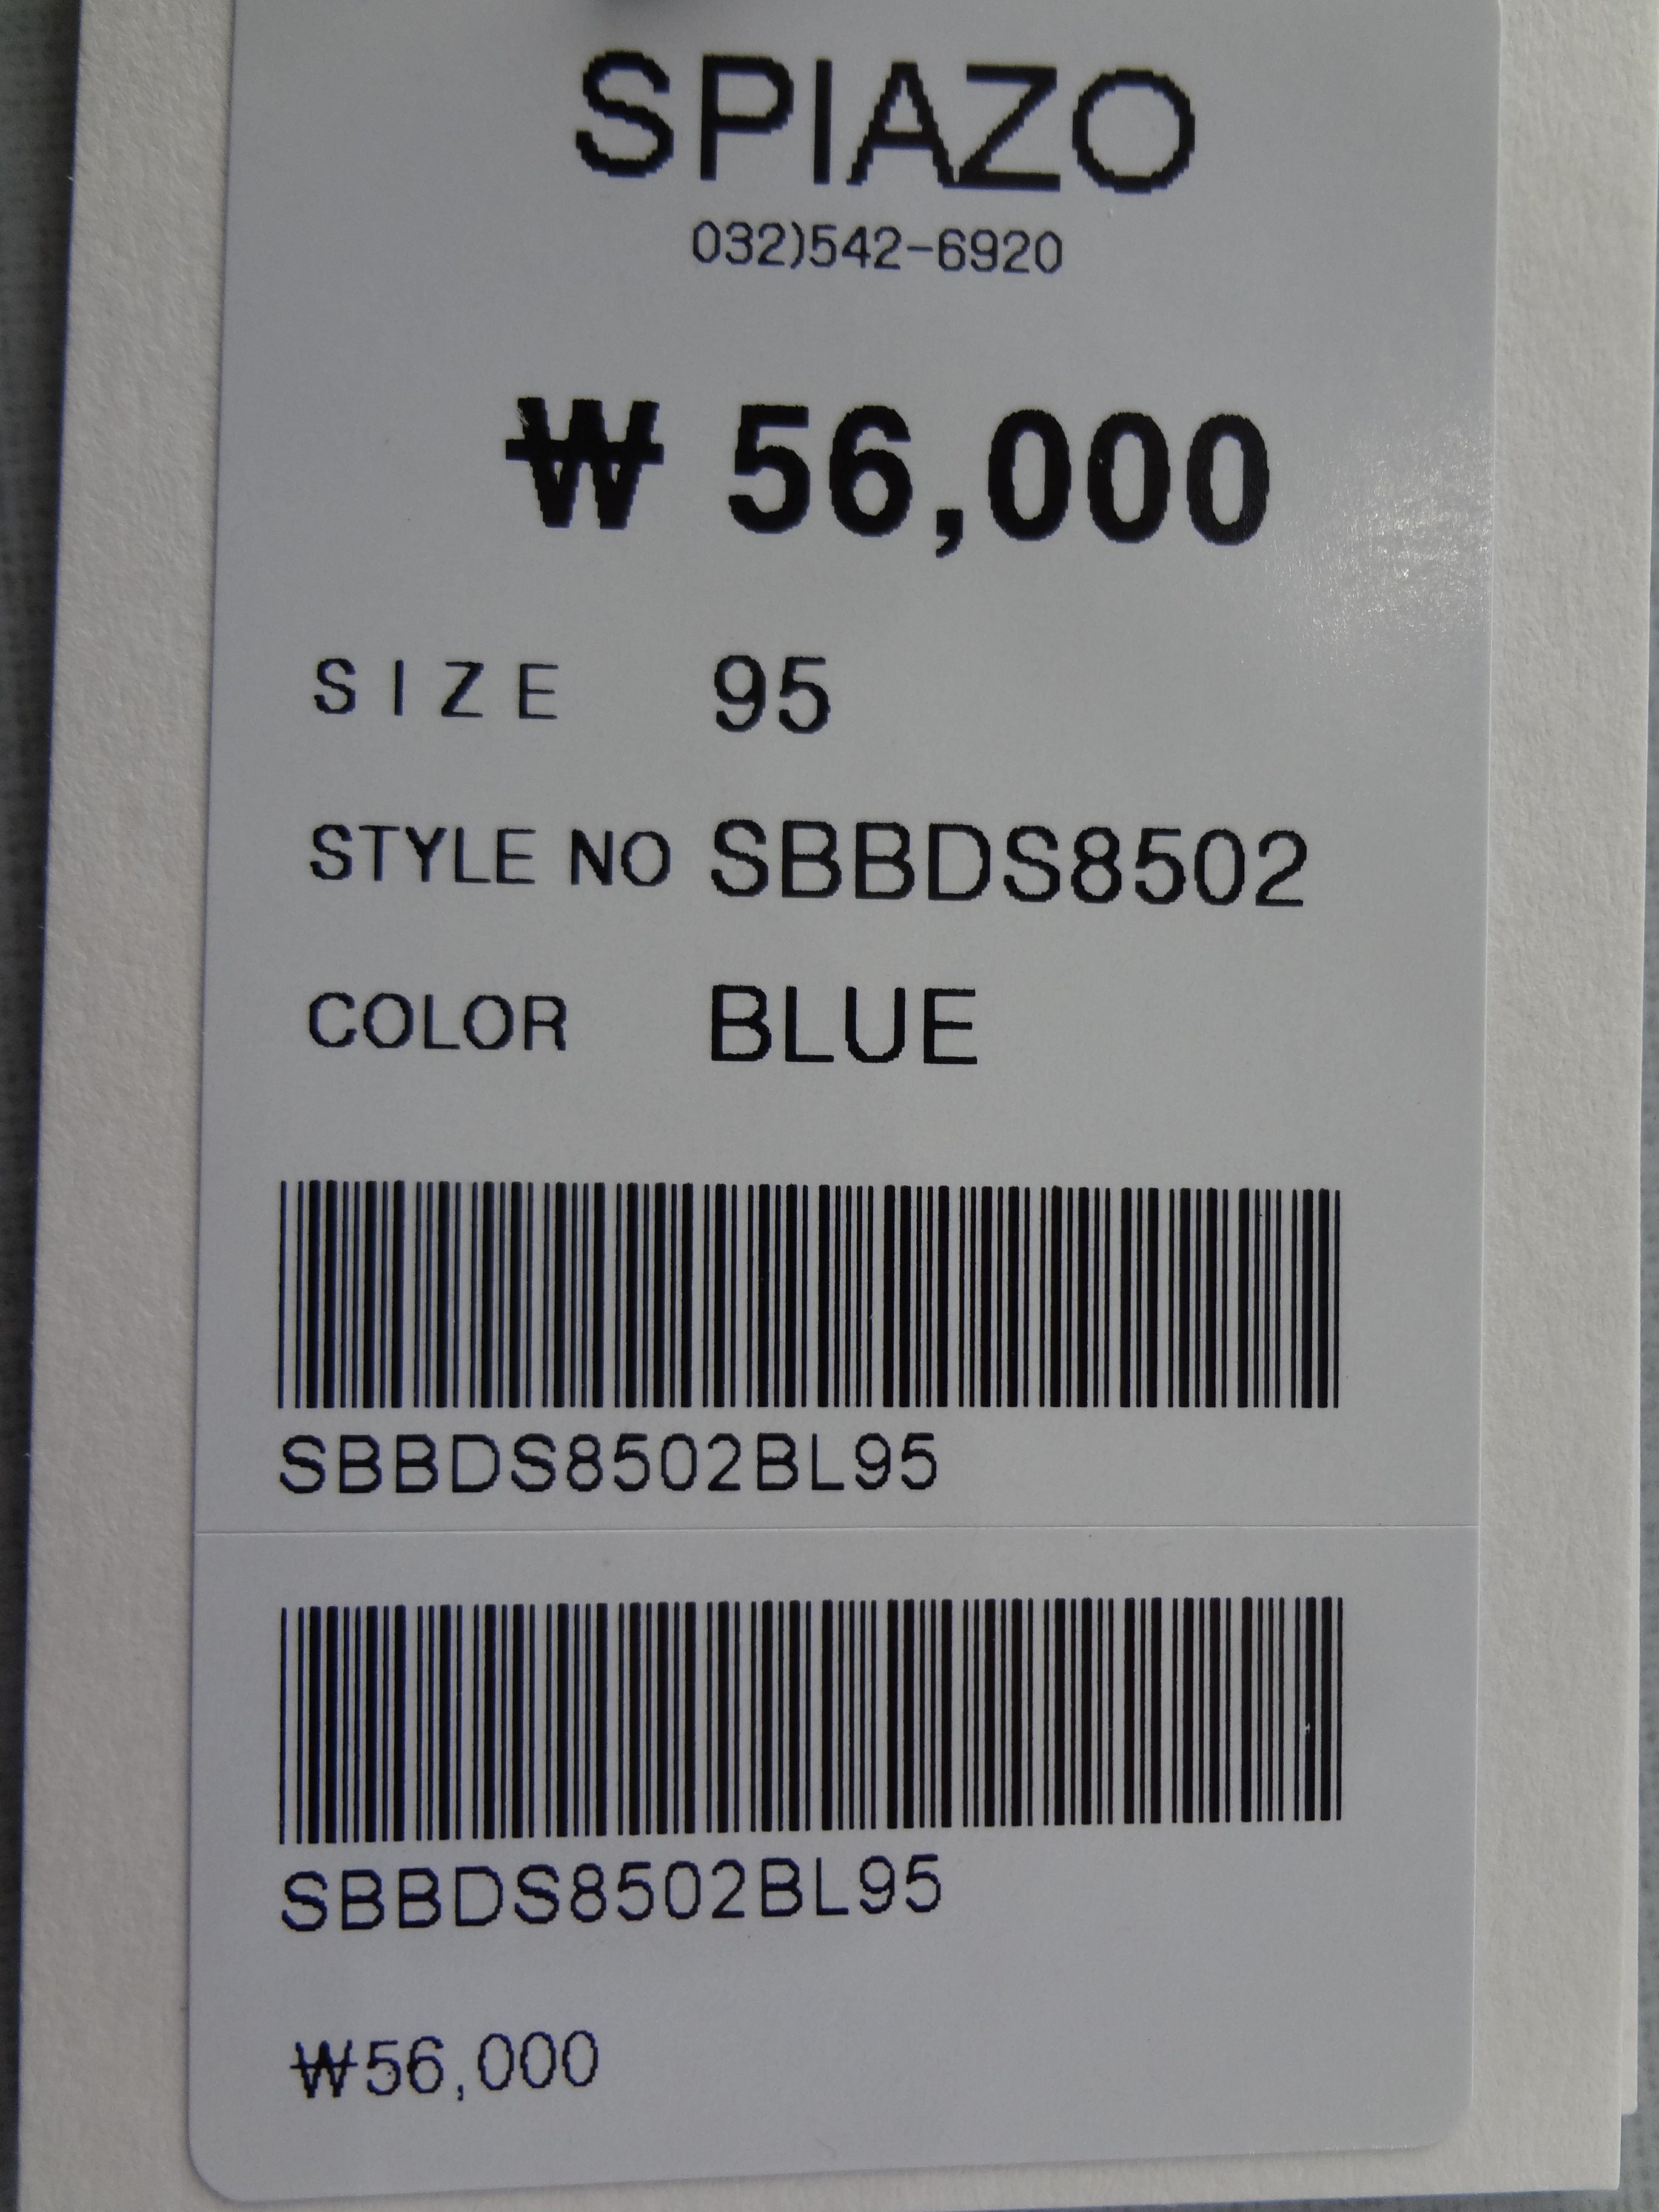 SPIAZO
032)542-6920
₩ 56,000
SIZE 95
STYLE NO SBBDS8502
COLOR BLUE
SBBDS8502BL95
SBBDS8502BL95
₩56,000